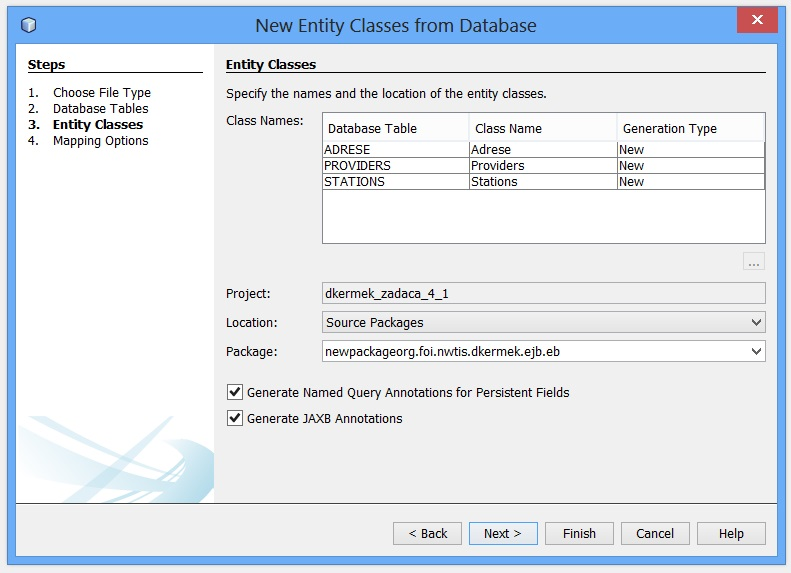 New Entity Classes from Database
Steps
1. Choose File Type
2. Database Tables
3. Entity Classes
4. Mapping Options
Entity Classes
Specify the names and the location of the entity classes.
Class Names:
Database Table Class Name Generation Type
ADRESE Adrese New
PROVIDERS Providers New
STATIONS Stations New
...
Project: dkermek_zadaca_4_1
Location: Source Packages
Package: newpackageorg.foi.nwtis.dkermek.ejb.eb
Generate Named Query Annotations for Persistent Fields
Generate JAXB Annotations
< Back Next > Finish Cancel Help